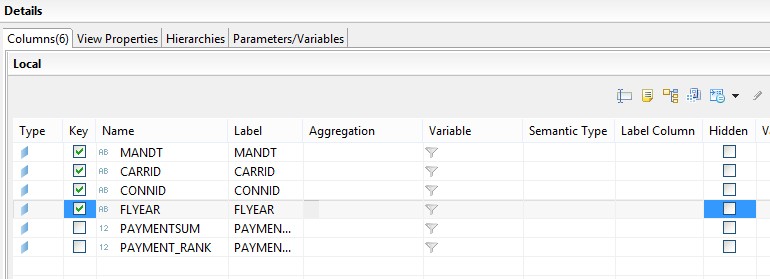 Details
Columns(6) View Properties Hierarchies Parameters/Variables
Local
Type Key Name Label Aggregation Variable Semantic Type Label Column Hidden
AB MANDT MANDT
AB CARRID CARRID
AB CONNID CONNID
AB FLYEAR FLYEAR
12 PAYMENTSUM PAYMEN...
12 PAYMENT_RANK PAYMEN...